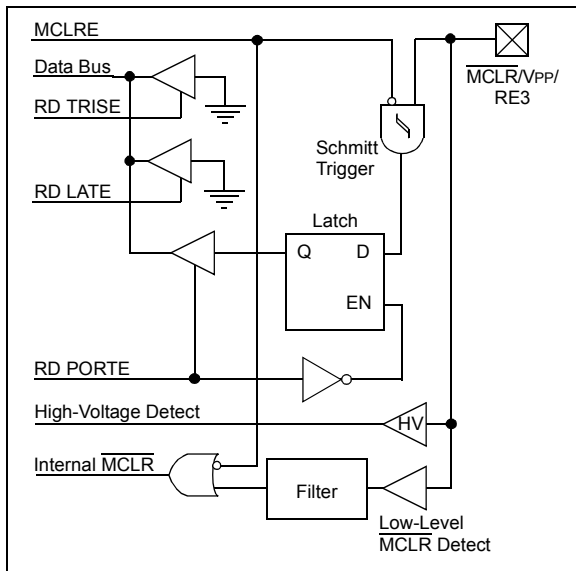 MCLRE
Data Bus
RD TRISE
MCLR/VPP/
RE3
Schmitt
Trigger
RD LATE
Latch
Q
D
EN
RD PORTE
High-Voltage Detect
HV
Internal MCLR
Filter
Low-Level
MCLR Detect